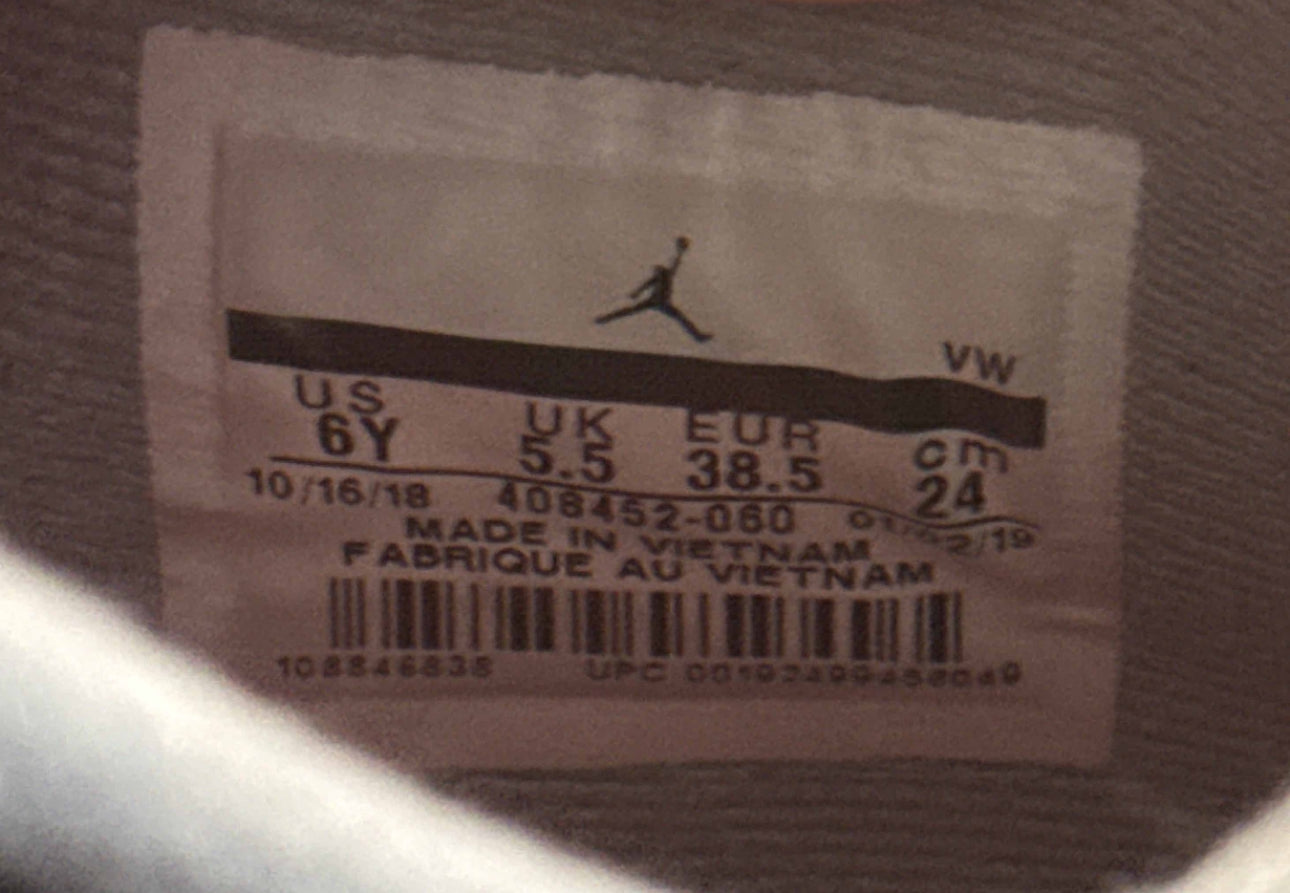 VW
US UK EUR cm
6Y 5.5 38.5 24
10/16/18 408452-060
MADE IN VIETNAM
FABRIQUE AU VIETNAM
UPC